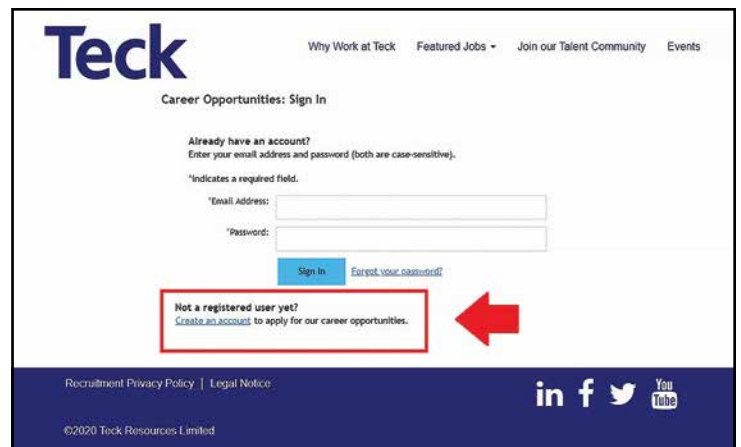 Teck
Why Work at Teck Featured Jobs Join our Talent Community Events
Career Opportunities: Sign In
Already have an account?
Enter your email address and password (both are case-sensitive).
*Indicates a required field.
*Email Address:
*Password:
Sign In Forgot your password?
Not a registered user yet?
Create an account to apply for our career opportunities.
Recruitment Privacy Policy | Legal Notice
in f You Tube
©2020 Teck Resources Limited